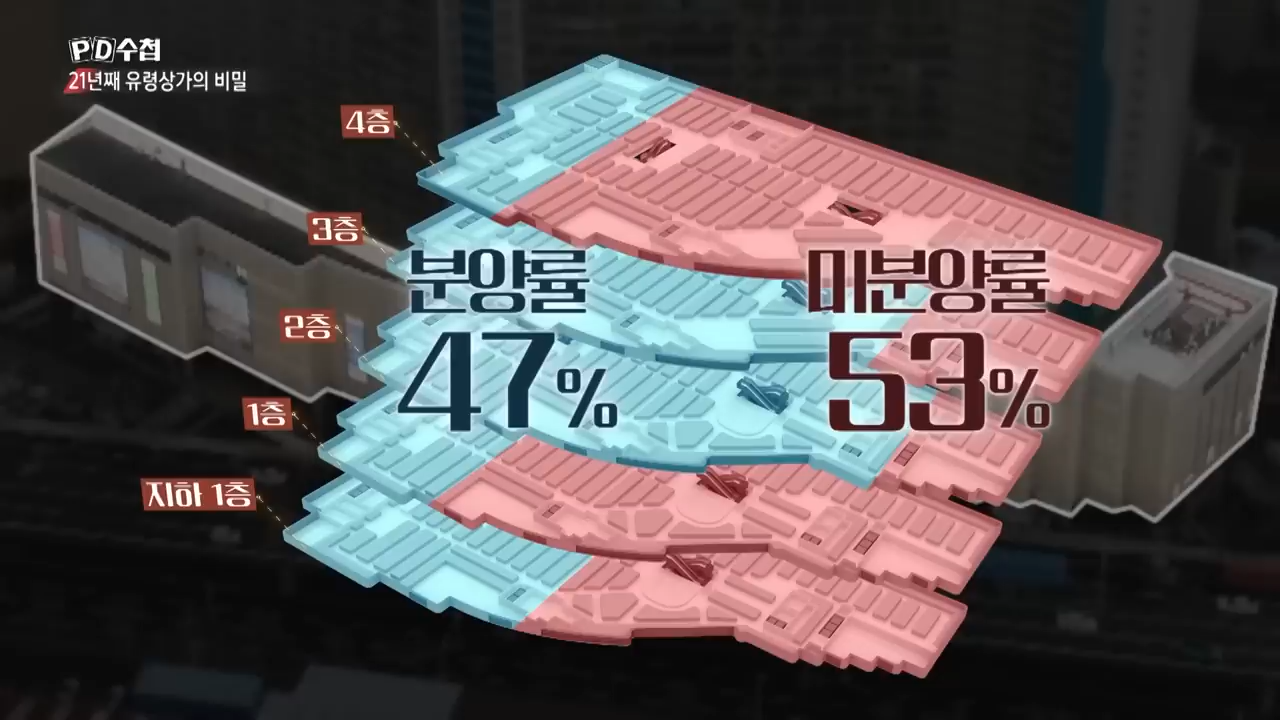 PD수첩
21년째 유령상가의 비밀
4층
3층
분양률
미분양률
2층
47%
53%
1층
지하 1층